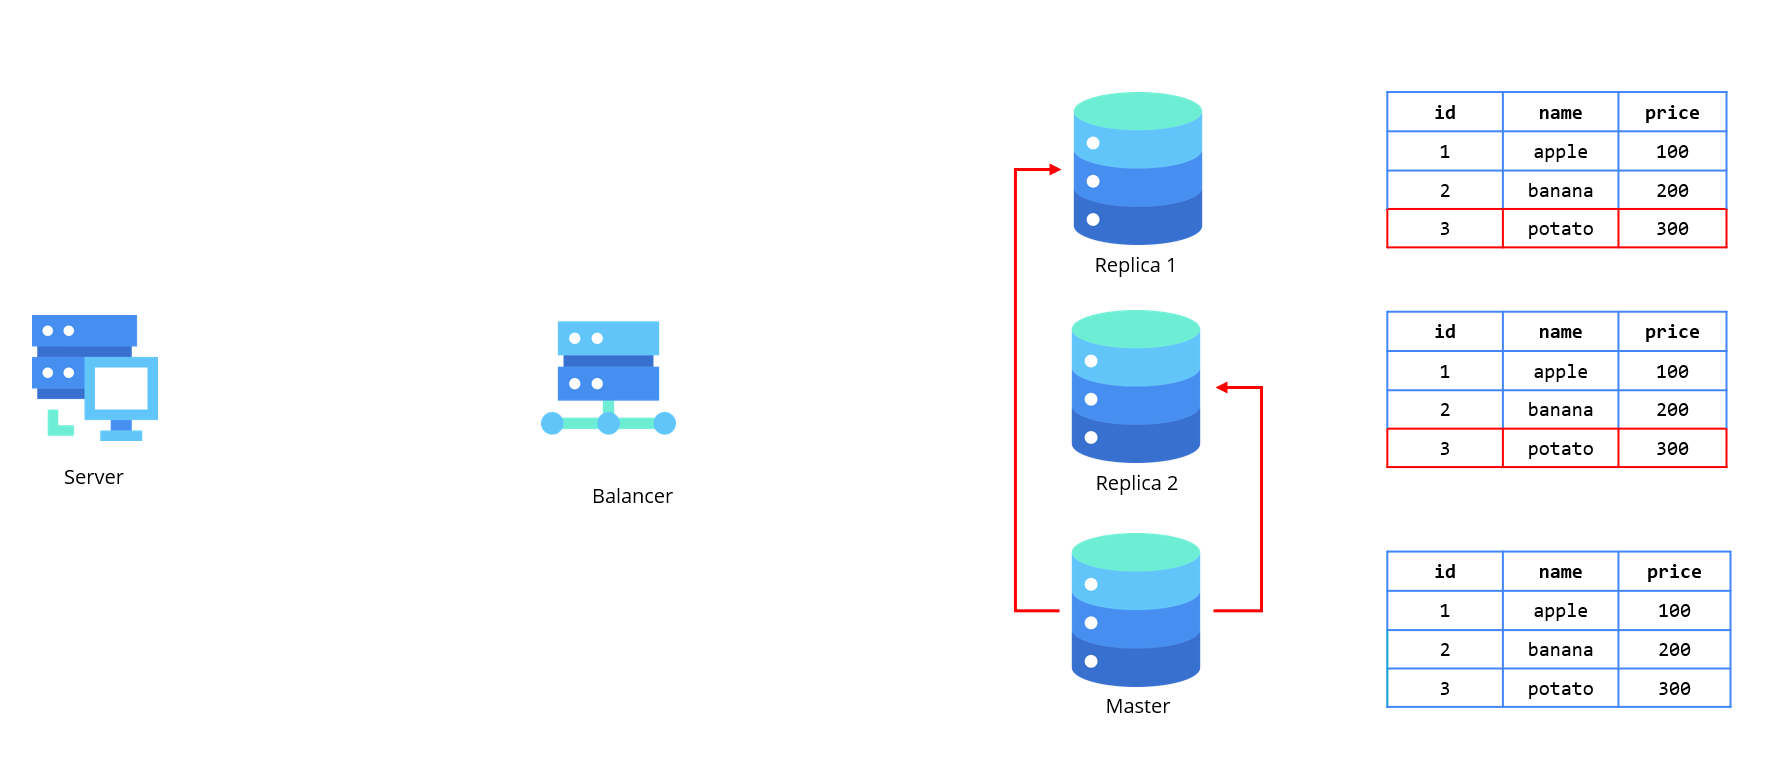 id name price
1 apple 100
2 banana 200
3 potato 300
Replica 1
id name price
1 apple 100
2 banana 200
3 potato 300
Server
Balancer
Replica 2
id name price
1 apple 100
2 banana 200
3 potato 300
Master